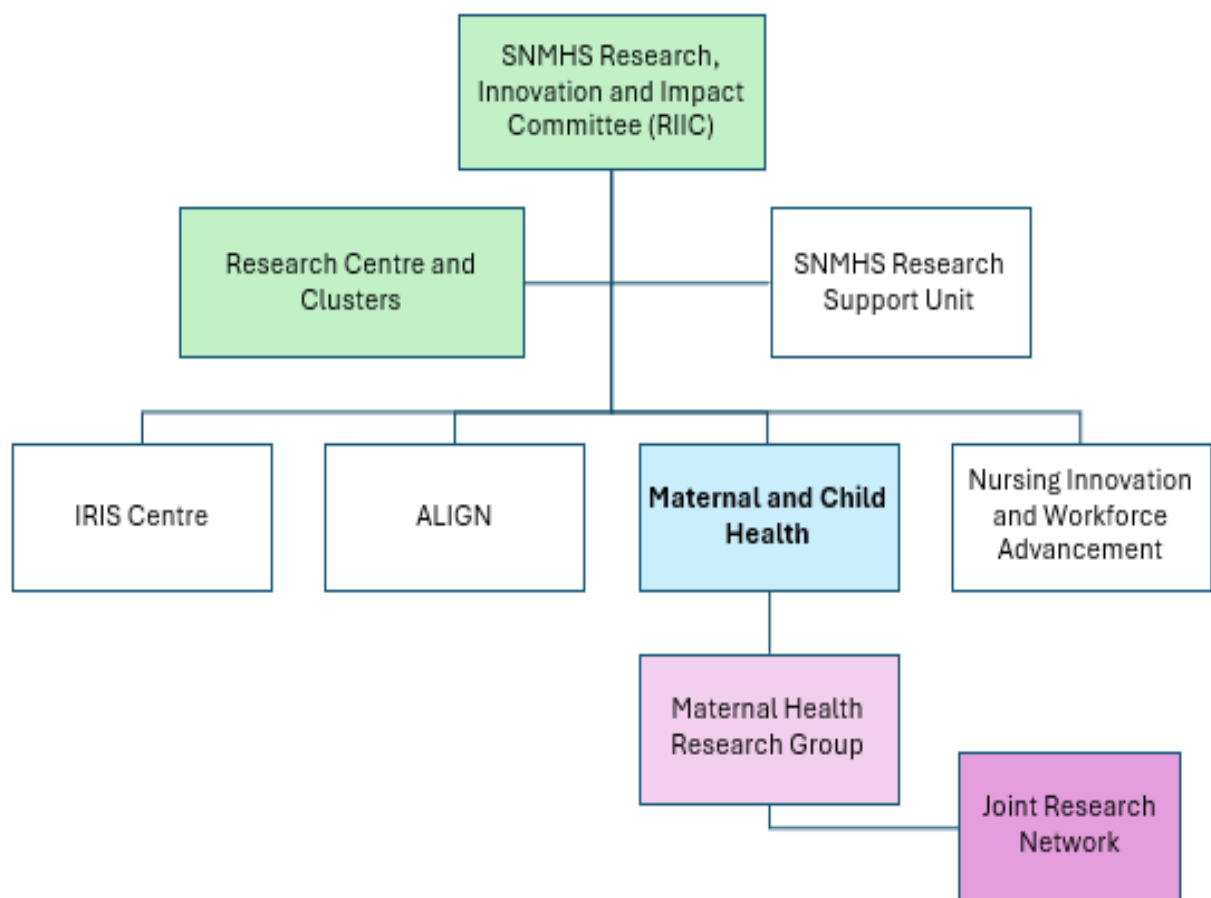 SNMHS Research,
Innovation and Impact
Committee (RIIC)
Research Centre and
Clusters
SNMHS Research
Support Unit
IRIS Centre
ALIGN
Maternal and Child
Health
Nursing Innovation
and Workforce
Advancement
Maternal Health
Research Group
Joint Research
Network